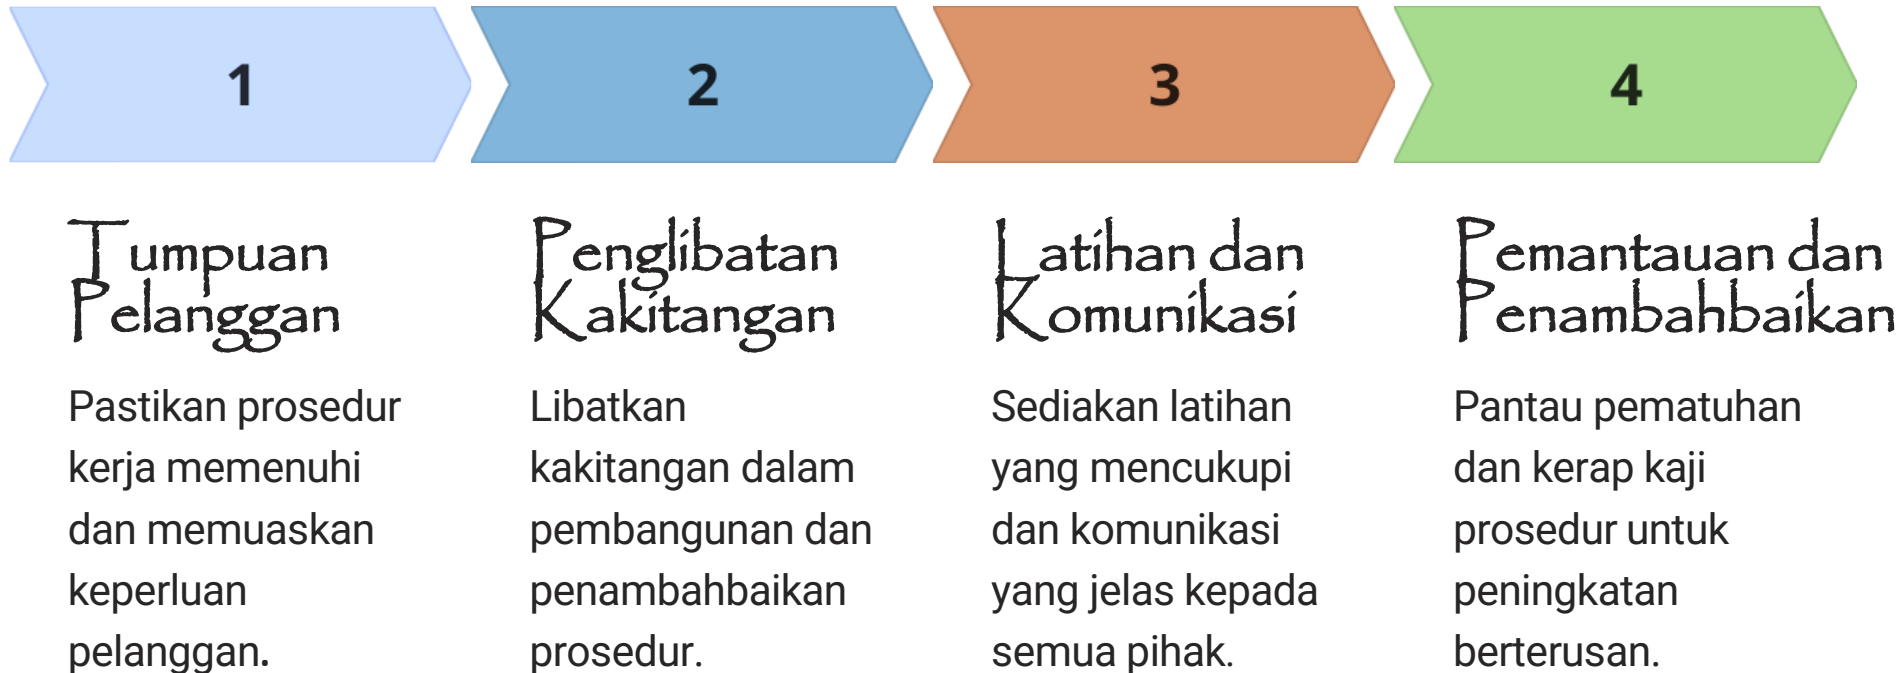 1
2
3
4
Tumpuan
Pelanggan
Pastikan prosedur
kerja memenuhi
dan memuaskan
keperluan
pelanggan.
Penglibatan
Kakitangan
Libatkan
kakitangan dalam
pembangunan dan
penambahbaikan
prosedur.
Latihan dan
Komunikasi
Sediakan latihan
yang mencukupi
dan komunikasi
yang jelas kepada
semua pihak.
Pemantauan dan
Penambahbaikan
Pantau pematuhan
dan kerap kaji
prosedur untuk
peningkatan
berterusan.